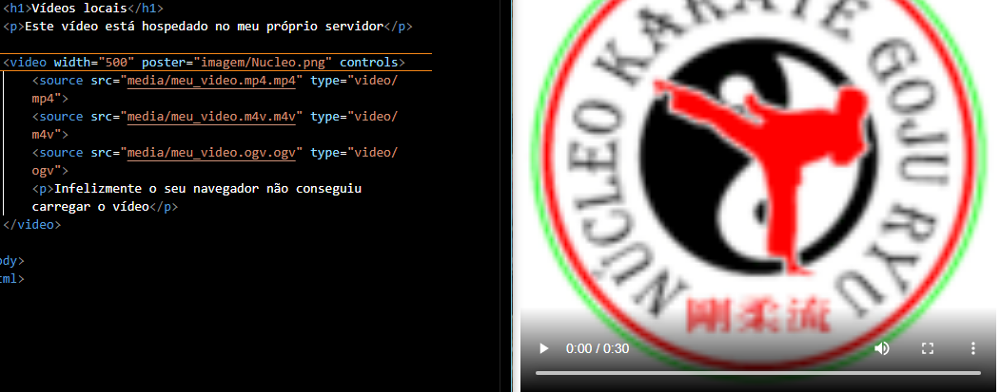 <h1>Vídeos locais</h1>
<p>Este vídeo está hospedado no meu próprio servidor</p>
<video width="500" poster="imagem/Nucleo.png" controls>
<source src="media/meu_video.mp4.mp4" type="video/
mp4">
<source src="media/meu_video.m4v.m4v" type="video/
m4v">
<source src="media/meu_video.ogv.ogv" type="video/
ogv">
<p>Infelizmente o seu navegador não conseguiu
carregar o vídeo</p>
</video>
ody>
tml>
NÚCLEO KARATE GOJU RYU
剛柔流
0:00 / 0:30